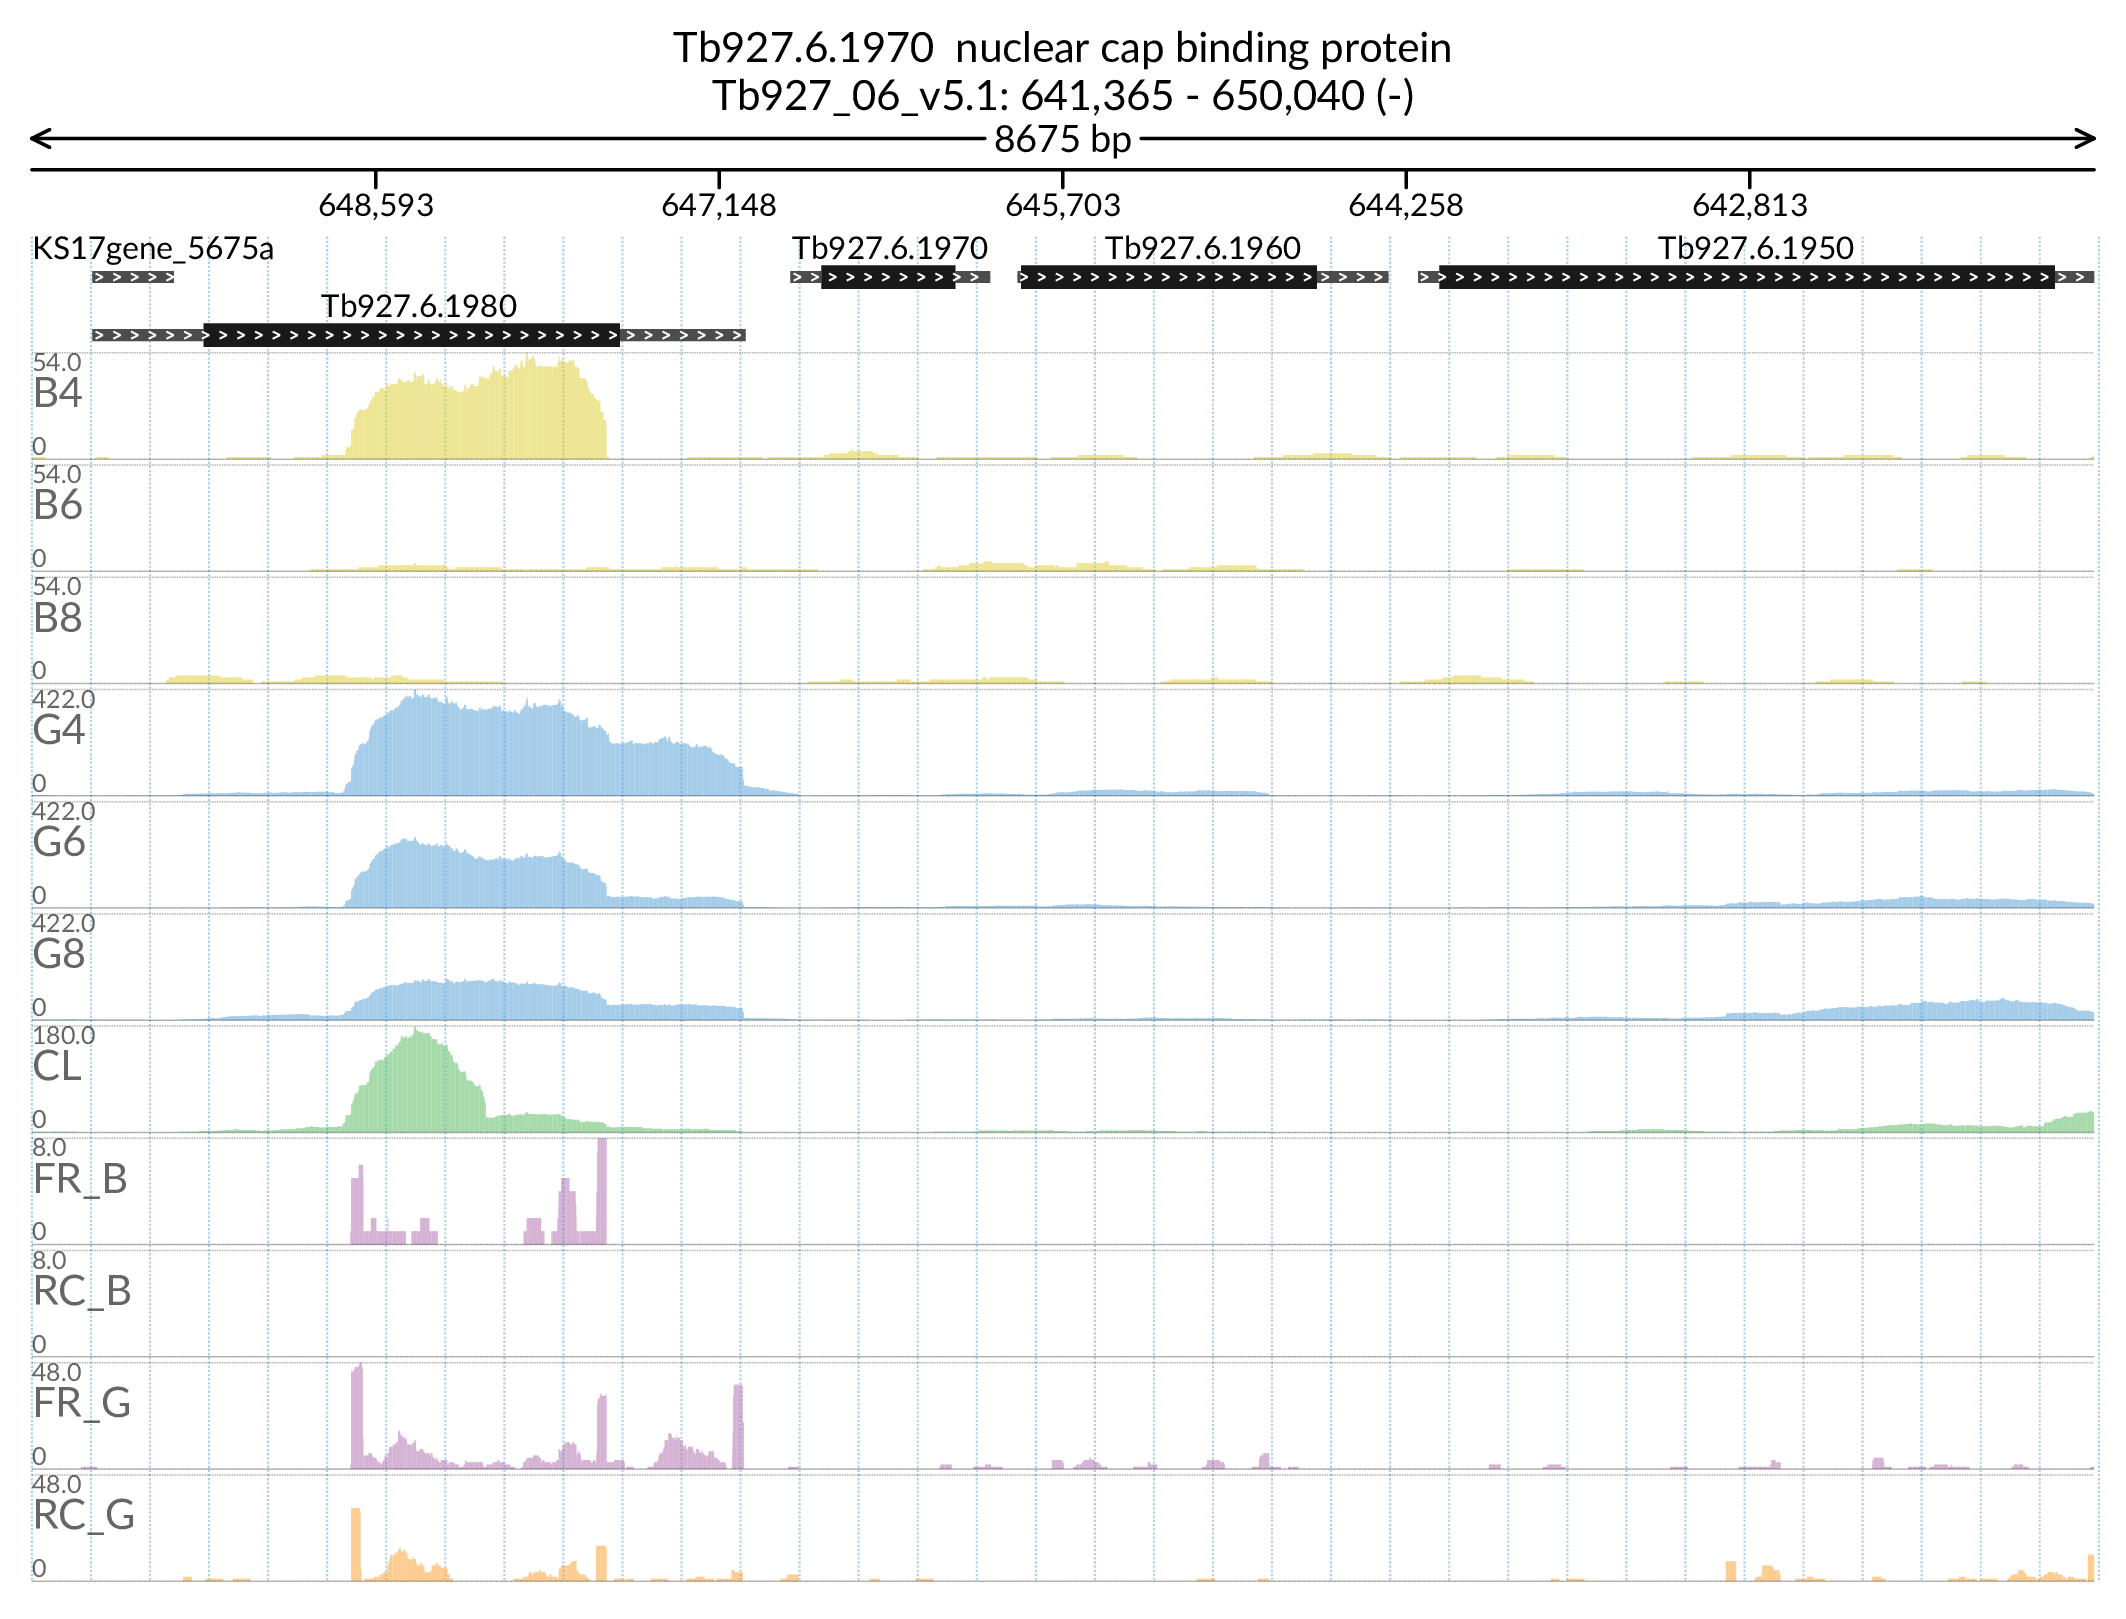 Tb927.6.1970  nuclear cap binding protein
Tb927_06_v5.1: 641,365 - 650,040 (-)
8675 bp
648,593 647,148 645,703 644,258 642,813
KS17gene_5675a Tb927.6.1970 Tb927.6.1960 Tb927.6.1950
Tb927.6.1980
54.0
B4
0
54.0
B6
0
54.0
B8
0
422.0
G4
0
422.0
G6
0
422.0
G8
0
180.0
CL
0
8.0
FR_B
0
8.0
RC_B
0
48.0
FR_G
0
48.0
RC_G
0